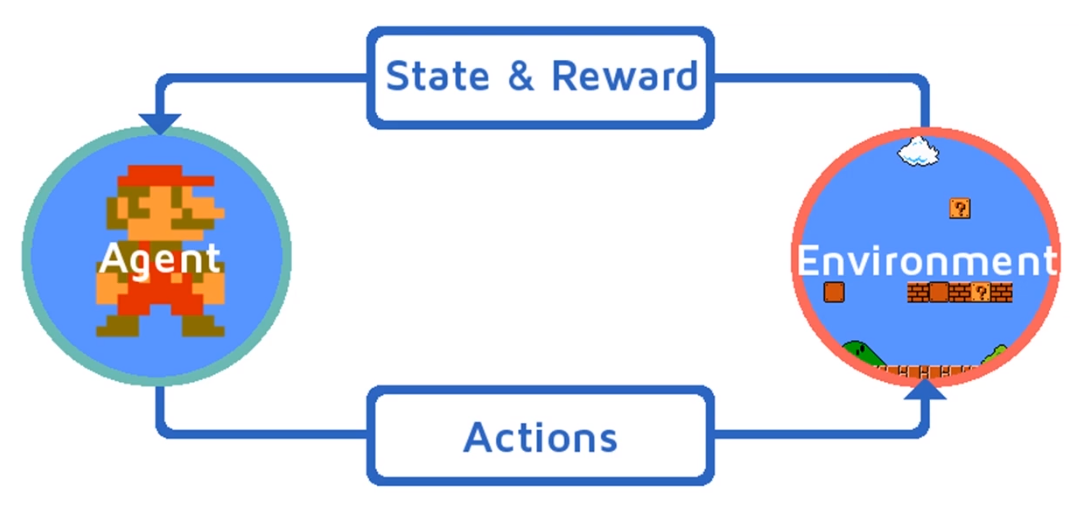 State & Reward
Agent
Environment
?
?
Actions